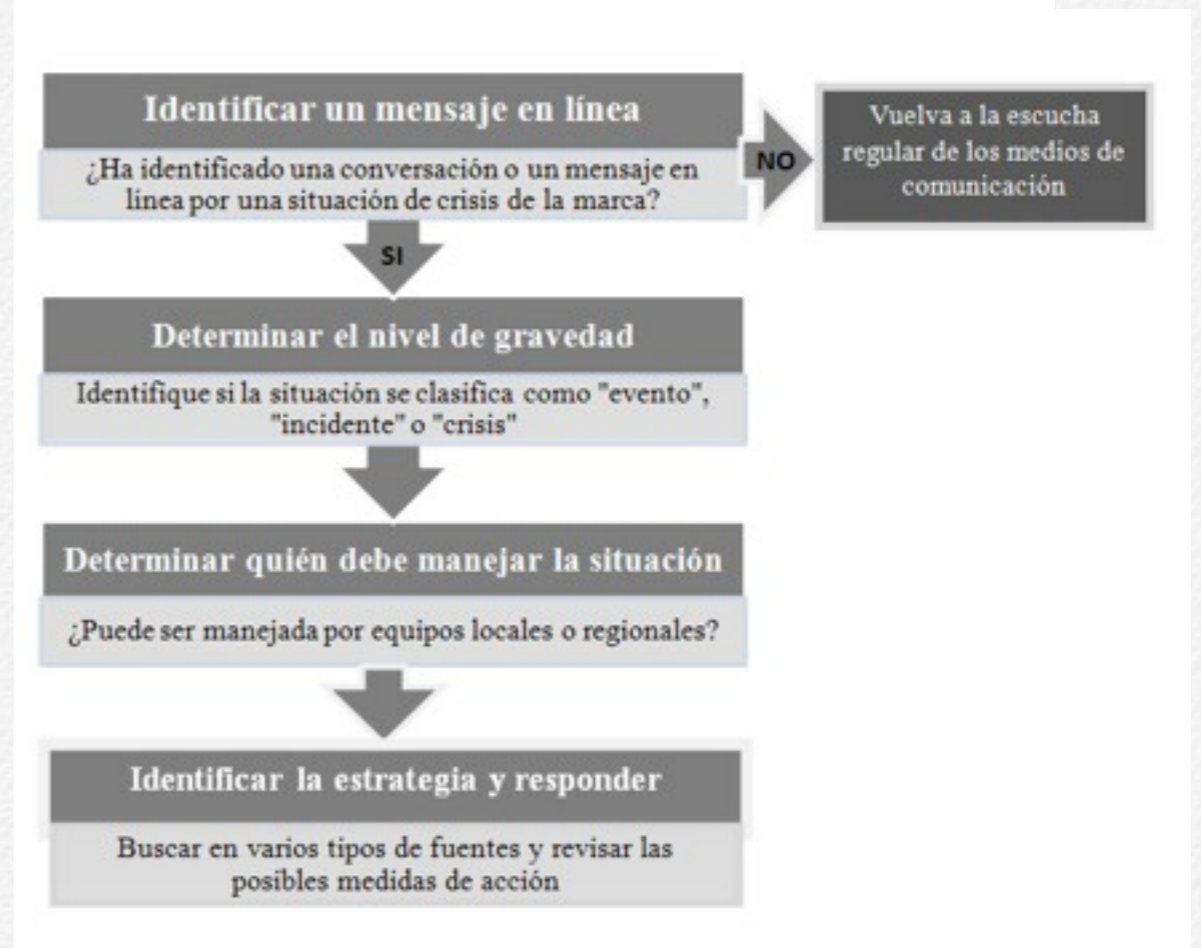 Identificar un mensaje en línea
¿Ha identificado una conversación o un mensaje en
línea por una situación de crisis de la marca?
NO
Vuelva a la escucha
regular de los medios de
comunicación
SI
Determinar el nivel de gravedad
Identifique si la situación se clasifica como "evento",
"incidente" o "crisis"
Determinar quién debe manejar la situación
¿Puede ser manejada por equipos locales o regionales?
Identificar la estrategia y responder
Buscar en varios tipos de fuentes y revisar las
posibles medidas de acción